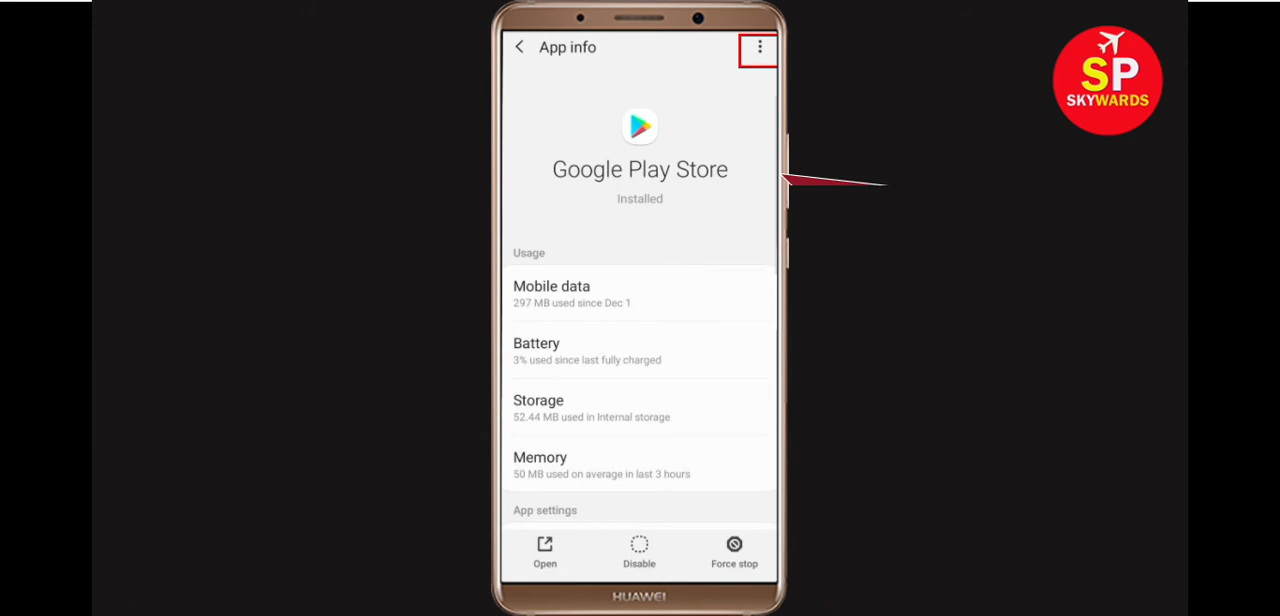 App info
SP
SKYWARDS
Google Play Store
Installed
Usage
Mobile data
297 MB used since Dec 1
Battery
3% used since last fully charged
Storage
52.44 MB used in Internal storage
Memory
50 MB used on average in last 3 hours
App settings
Open
Disable
Force stop
HUAWEI